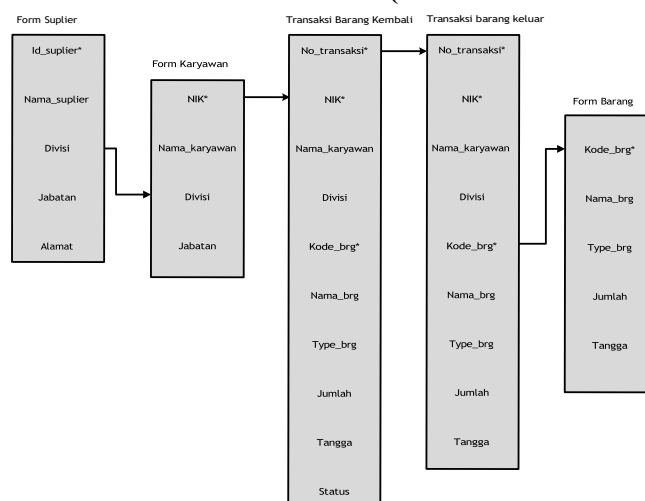 Form Suplier
Id_suplier*
Nama_suplier
Divisi
Jabatan
Alamat
Form Karyawan
NIK*
Nama_karyawan
Divisi
Jabatan
Transaksi Barang Kembali
No_transaksi*
NIK*
Nama_karyawan
Divisi
Kode_brg*
Nama_brg
Type_brg
Jumlah
Tangga
Status
Transaksi barang keluar
No_transaksi*
NIK*
Nama_karyawan
Divisi
Kode_brg*
Nama_brg
Type_brg
Jumlah
Tangga
Form Barang
Kode_brg*
Nama_brg
Type_brg
Jumlah
Tangga